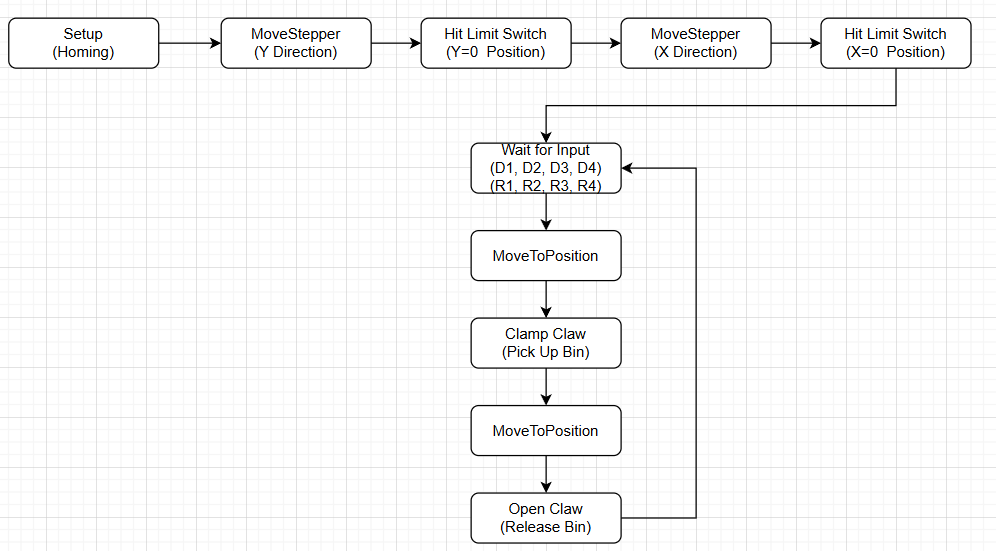 Setup
(Homing)
MoveStepper
(Y Direction)
Hit Limit Switch
(Y=0 Position)
MoveStepper
(X Direction)
Hit Limit Switch
(X=0 Position)
Wait for Input
(D1, D2, D3, D4)
(R1, R2, R3, R4)
MoveToPosition
Clamp Claw
(Pick Up Bin)
MoveToPosition
Open Claw
(Release Bin)